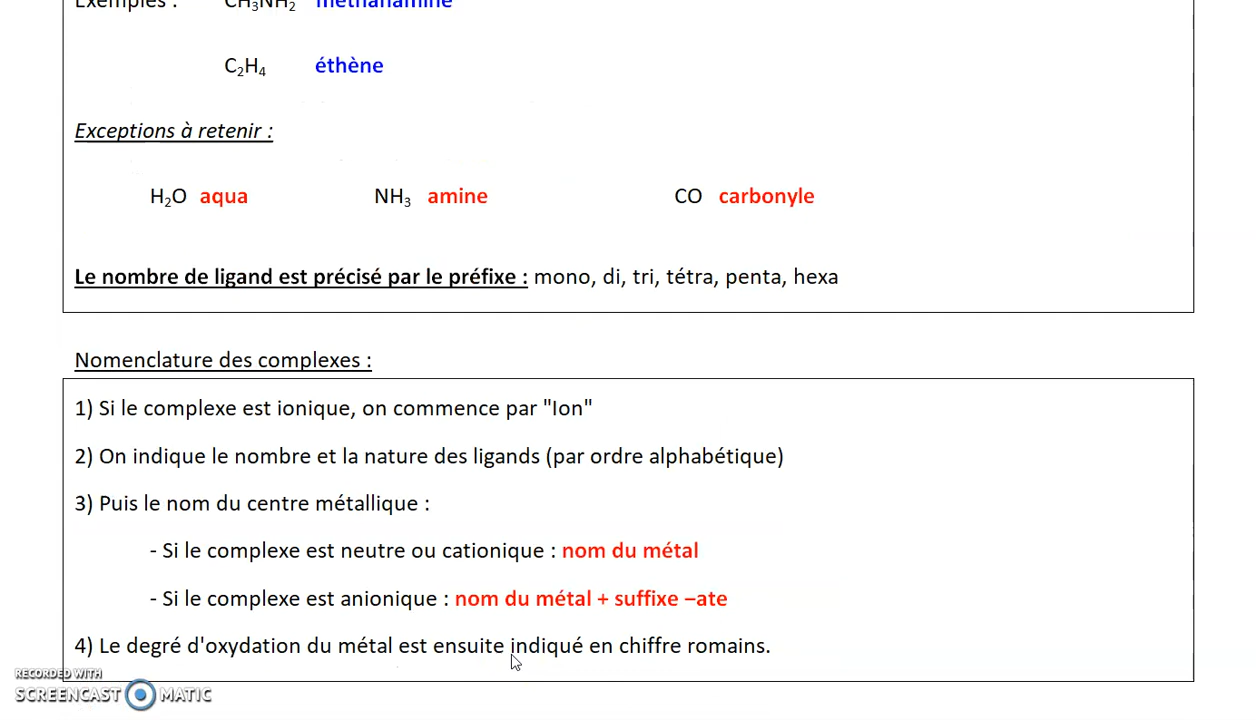 Exemples : CH₃NH₂ méthanamine
C₂H₄ éthène
Exceptions à retenir :
H₂O aqua NH₃ amine CO carbonyle
Le nombre de ligand est précisé par le préfixe : mono, di, tri, tétra, penta, hexa
Nomenclature des complexes :
1) Si le complexe est ionique, on commence par "Ion"
2) On indique le nombre et la nature des ligands (par ordre alphabétique)
3) Puis le nom du centre métallique :
- Si le complexe est neutre ou cationique : nom du métal
- Si le complexe est anionique : nom du métal + suffixe –ate
4) Le degré d'oxydation du métal est ensuite indiqué en chiffre romains.
RECORDED WITH
SCREENCAST MATIC